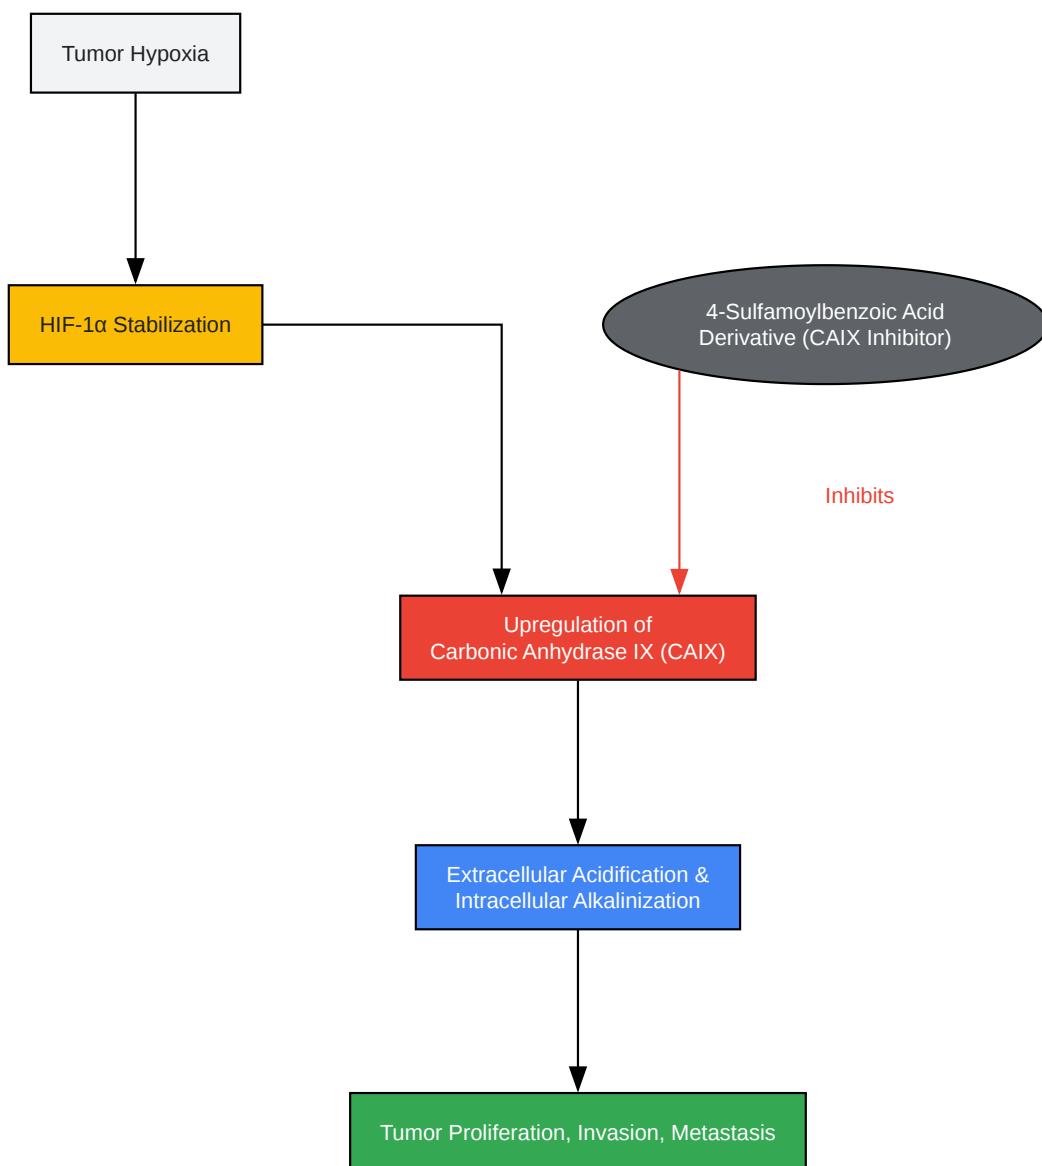 Tumor Hypoxia
HIF-1α Stabilization
4-Sulfamoylbenzoic Acid
Derivative (CAIX Inhibitor)
Inhibits
Upregulation of
Carbonic Anhydrase IX (CAIX)
Extracellular Acidification &
Intracellular Alkalinization
Tumor Proliferation, Invasion, Metastasis